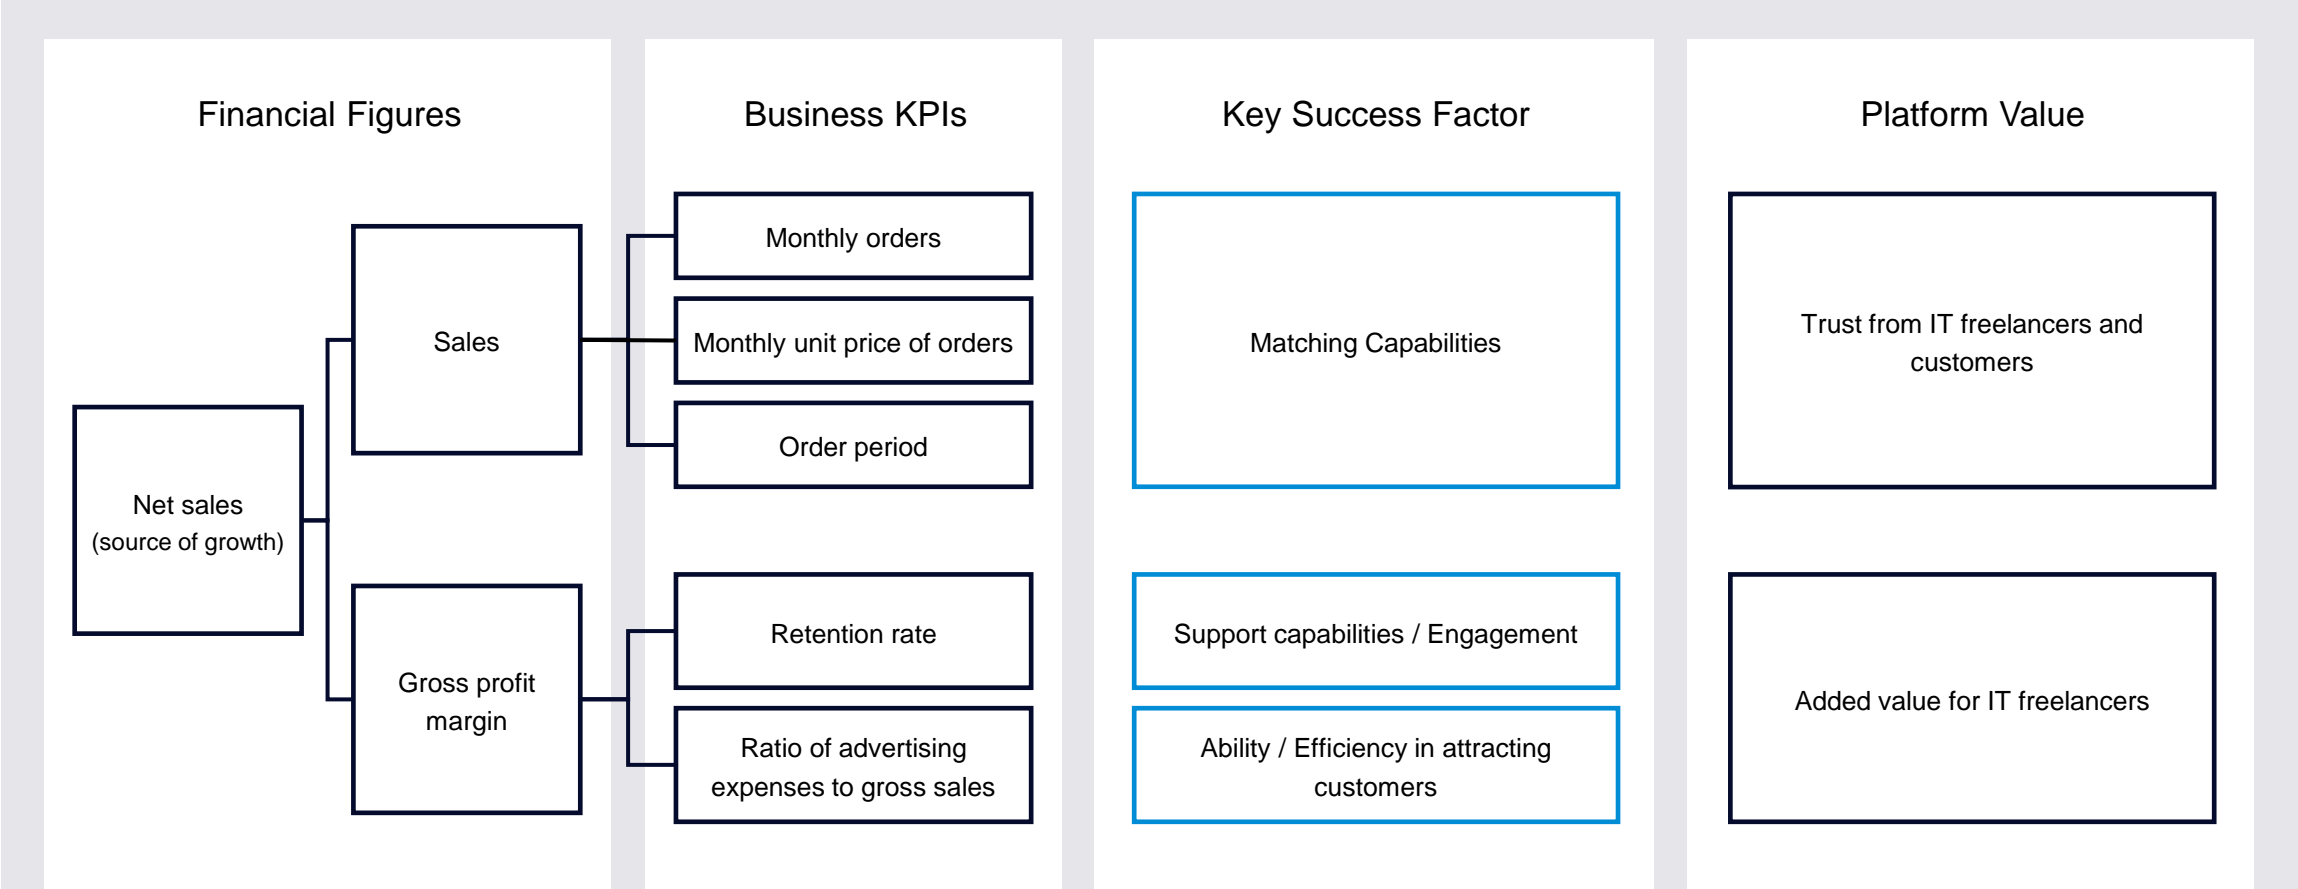 Financial Figures
Business KPIs
Key Success Factor
Platform Value
Net sales
(source of growth)
Sales
Gross profit
margin
Monthly orders
Monthly unit price of orders
Order period
Retention rate
Ratio of advertising
expenses to gross sales
Matching Capabilities
Support capabilities / Engagement
Ability / Efficiency in attracting
customers
Trust from IT freelancers and
customers
Added value for IT freelancers